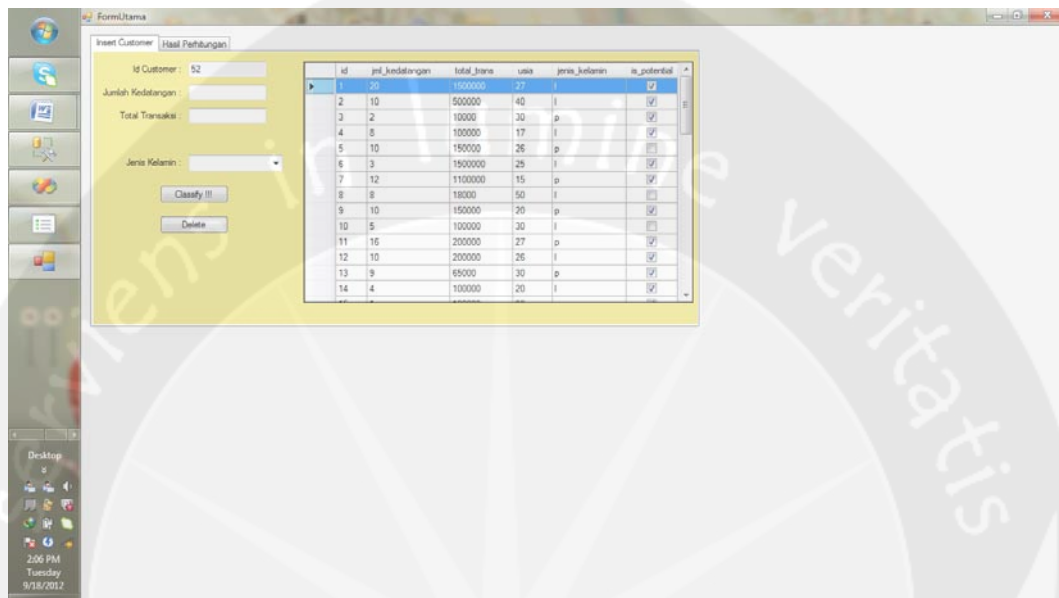 FormUtama
Insert Customer Hasil Perhitungan
Id Customer : 52
Jumlah Kedatangan :
Total Transaksi :
Jenis Kelamin :
Classify !!!
Delete
id jml_kedatangan total_trans usia jenis_kelamin is_potential
1 20 1500000 27 l
2 10 500000 40 l
3 2 10000 30 p
4 8 100000 17 l
5 10 150000 26 p
6 3 1500000 25 l
7 12 1100000 15 p
8 8 18000 50 l
9 10 150000 20 p
10 5 100000 30 l
11 16 200000 27 p
12 10 200000 26 l
13 9 65000 30 p
14 4 100000 20 l
Desktop
2:06 PM
Tuesday
9/18/2012
serviens in lumine veritatis